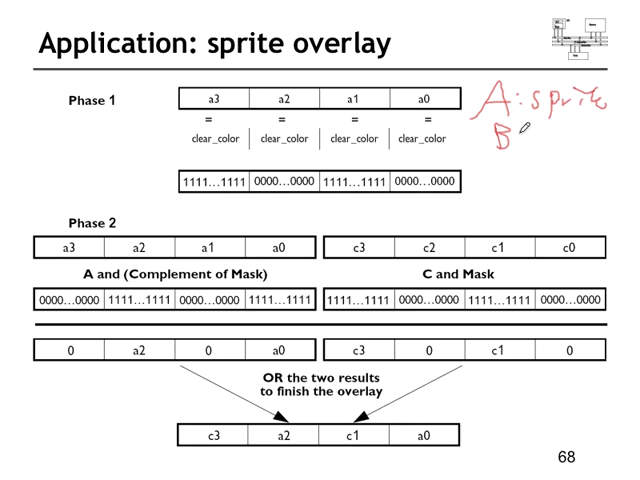 Application: sprite overlay
Phase 1
a3 a2 a1 a0
= = = =
clear_color clear_color clear_color clear_color
1111...1111 0000...0000 1111...1111 0000...0000
A: sprite
B
Phase 2
a3 a2 a1 a0 c3 c2 c1 c0
A and (Complement of Mask) C and Mask
0000...0000 1111...1111 0000...0000 1111...1111 1111...1111 0000...0000 1111...1111 0000...0000
0 a2 0 a0 c3 0 c1 0
OR the two results
to finish the overlay
c3 a2 c1 a0
68